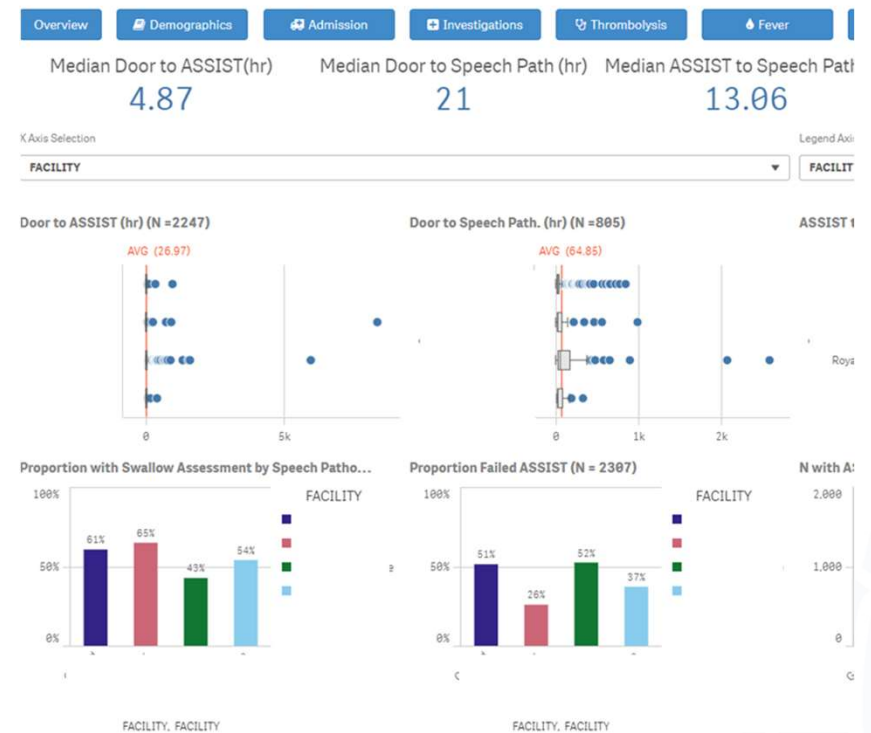 Overview Demographics Admission Investigations Thrombolysis Fever
Median Door to ASSIST(hr) Median Door to Speech Path (hr) Median ASSIST to Speech Path
4.87 21 13.06
X Axis Selection Legend Axi
FACILITY FACILIT
Door to ASSIST (hr) (N =2247) Door to Speech Path. (hr) (N =805) ASSIST t
AVG (26.97) AVG (64.85)
Roya
0 5k 0 1k 2k
Proportion with Swallow Assessment by Speech Patho... Proportion Failed ASSIST (N = 2307) N with A
100% FACILITY 100% FACILITY 2,000
61% 65% 43% 54% 51% 26% 52% 37%
50% 50% 1,000
0% 0% 0
FACILITY, FACILITY FACILITY, FACILITY